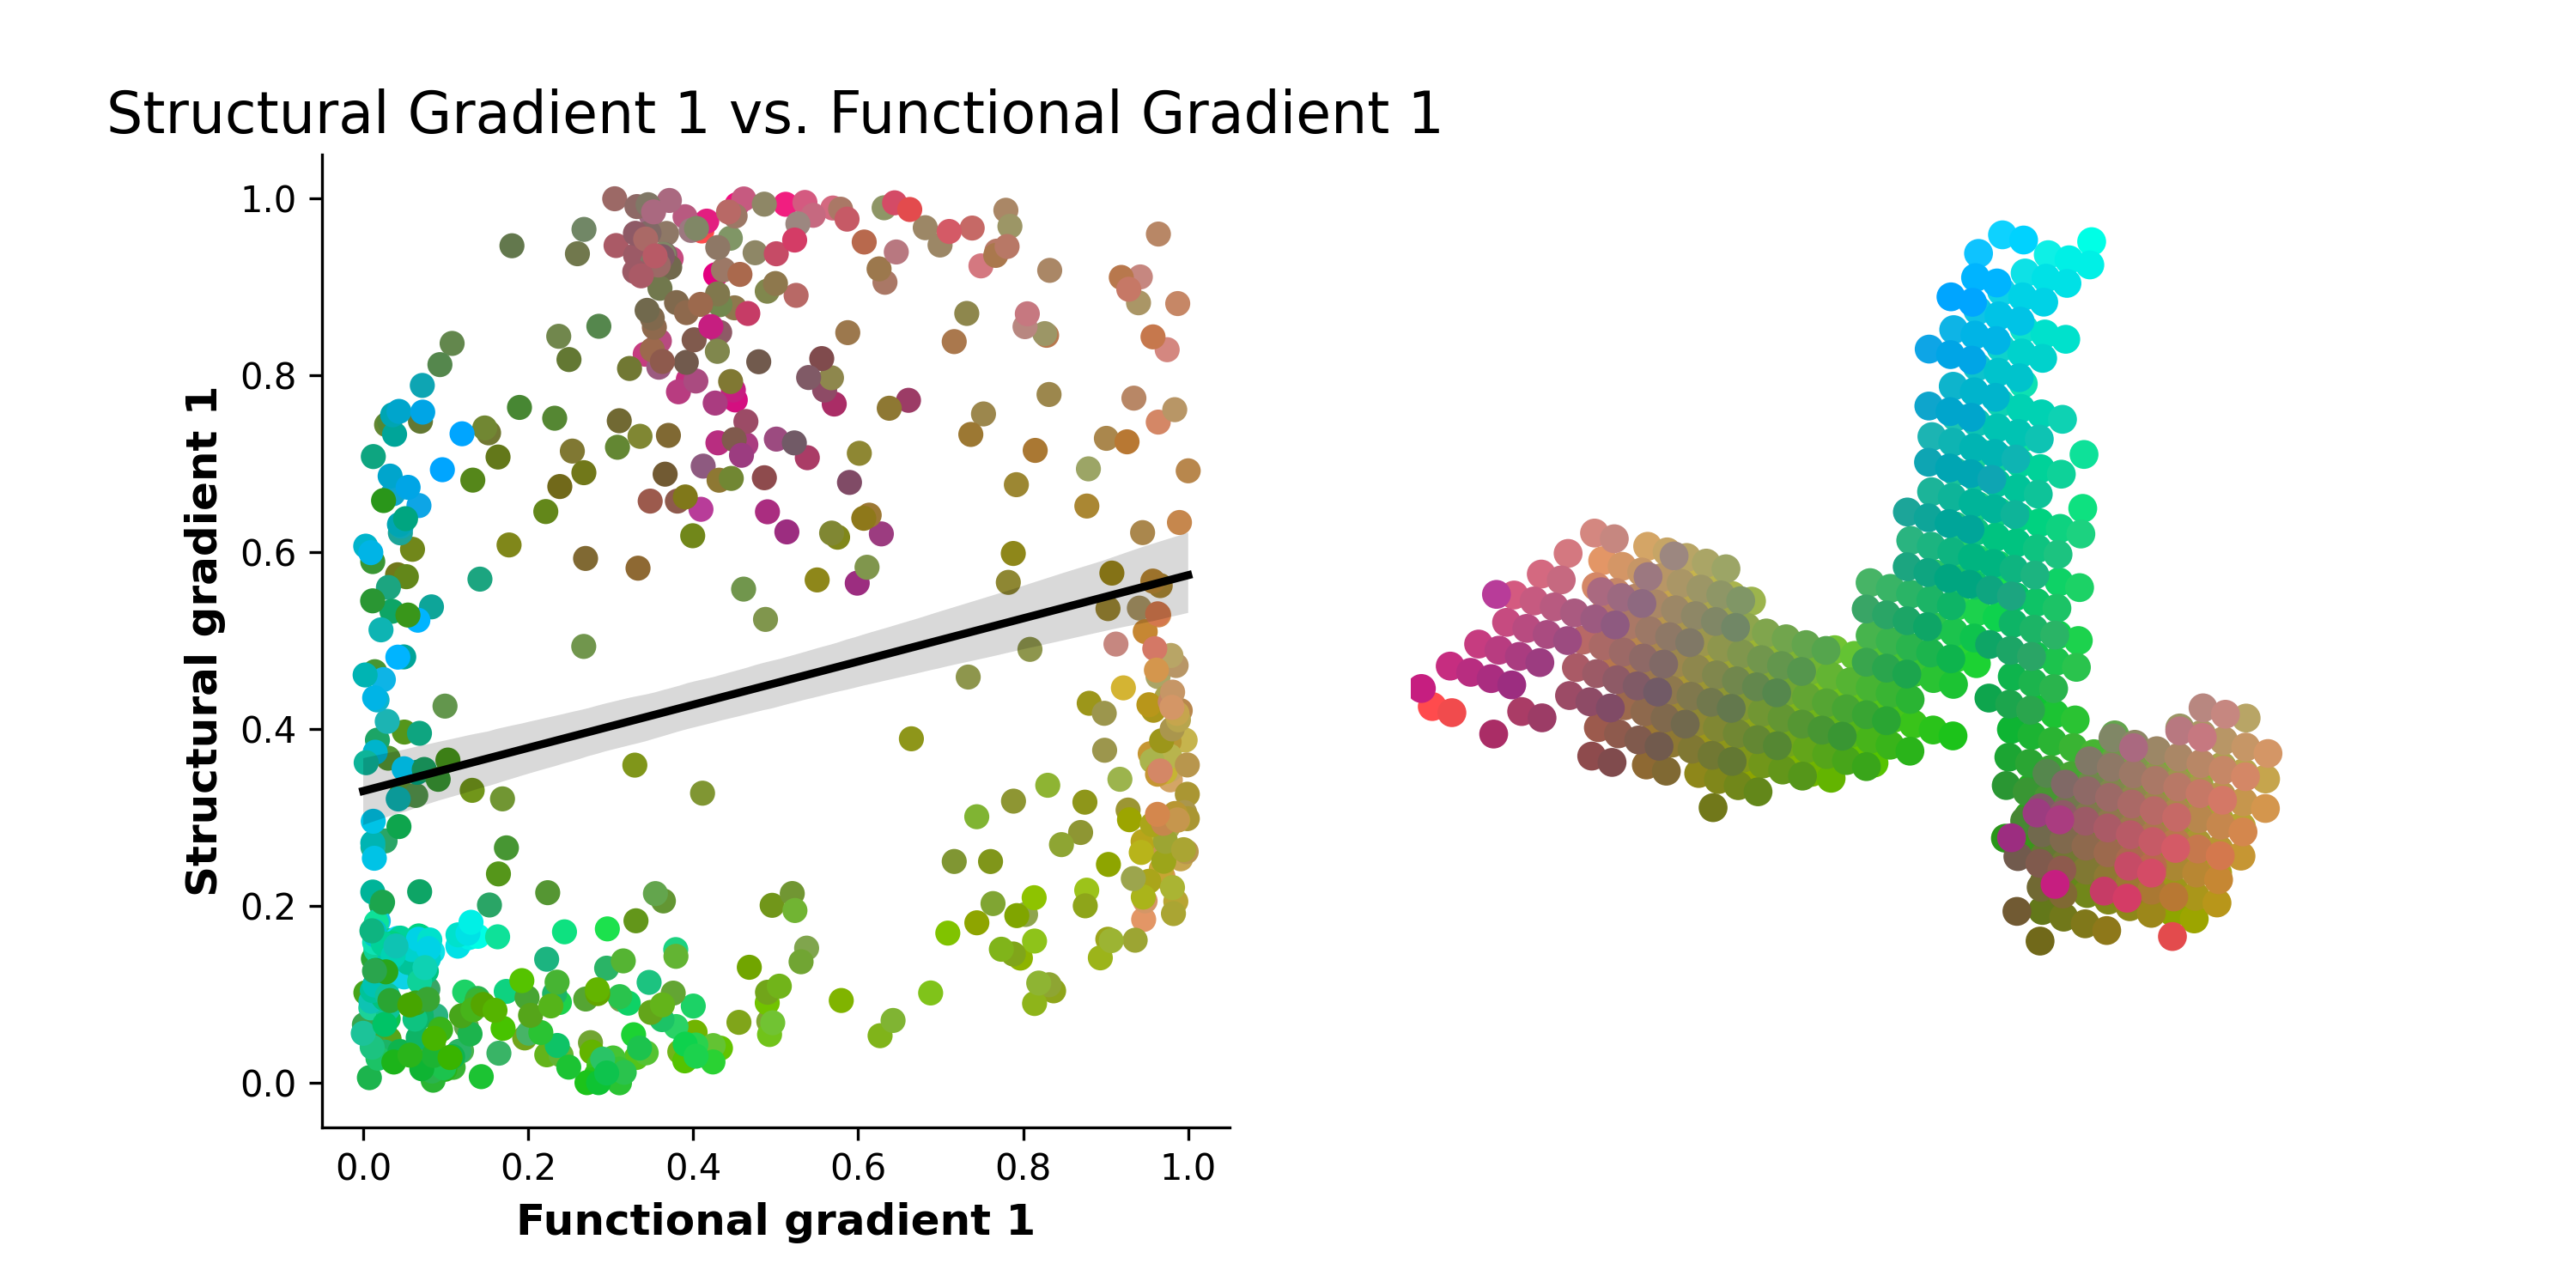 Structural Gradient 1 vs. Functional Gradient 1
Structural gradient 1
1.0
0.8
0.6
0.4
0.2
0.0
0.0 0.2 0.4 0.6 0.8 1.0
Functional gradient 1